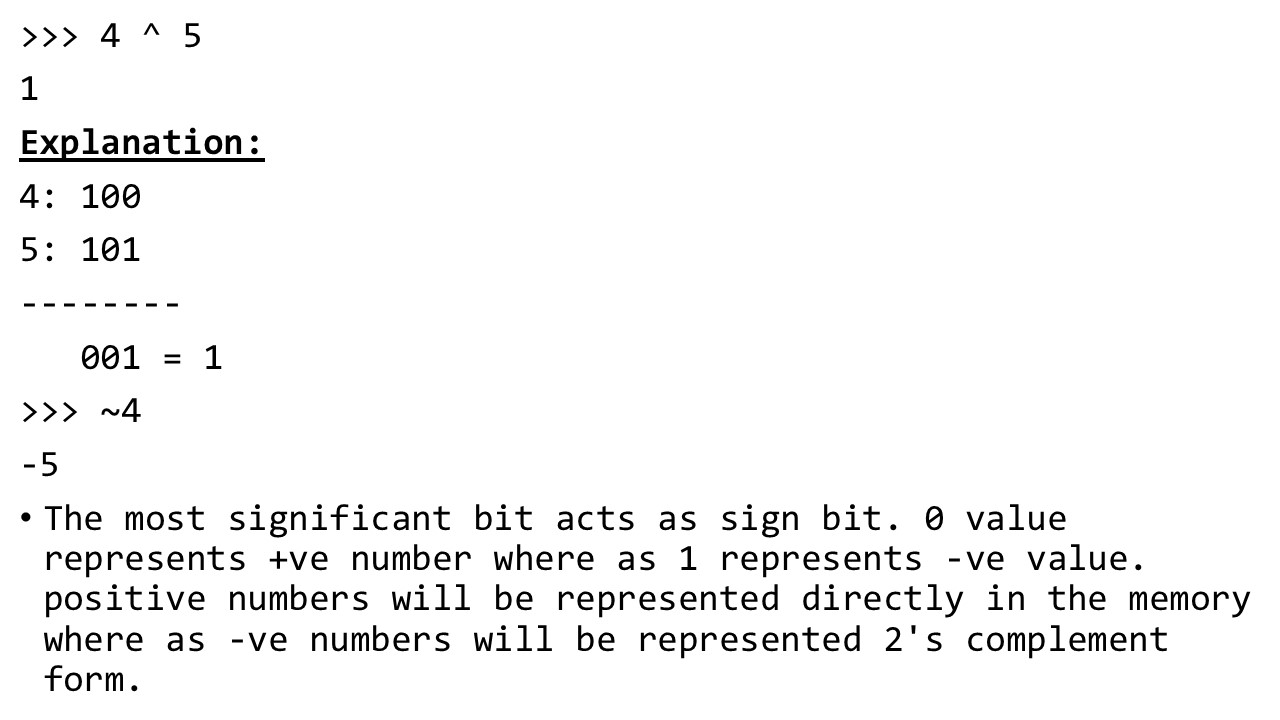 >>> 4 ^ 5
1
Explanation:
4: 100
5: 101
--------
001 = 1
>>> ~4
-5
• The most significant bit acts as sign bit. 0 value
represents +ve number where as 1 represents -ve value.
positive numbers will be represented directly in the memory
where as -ve numbers will be represented 2's complement
form.